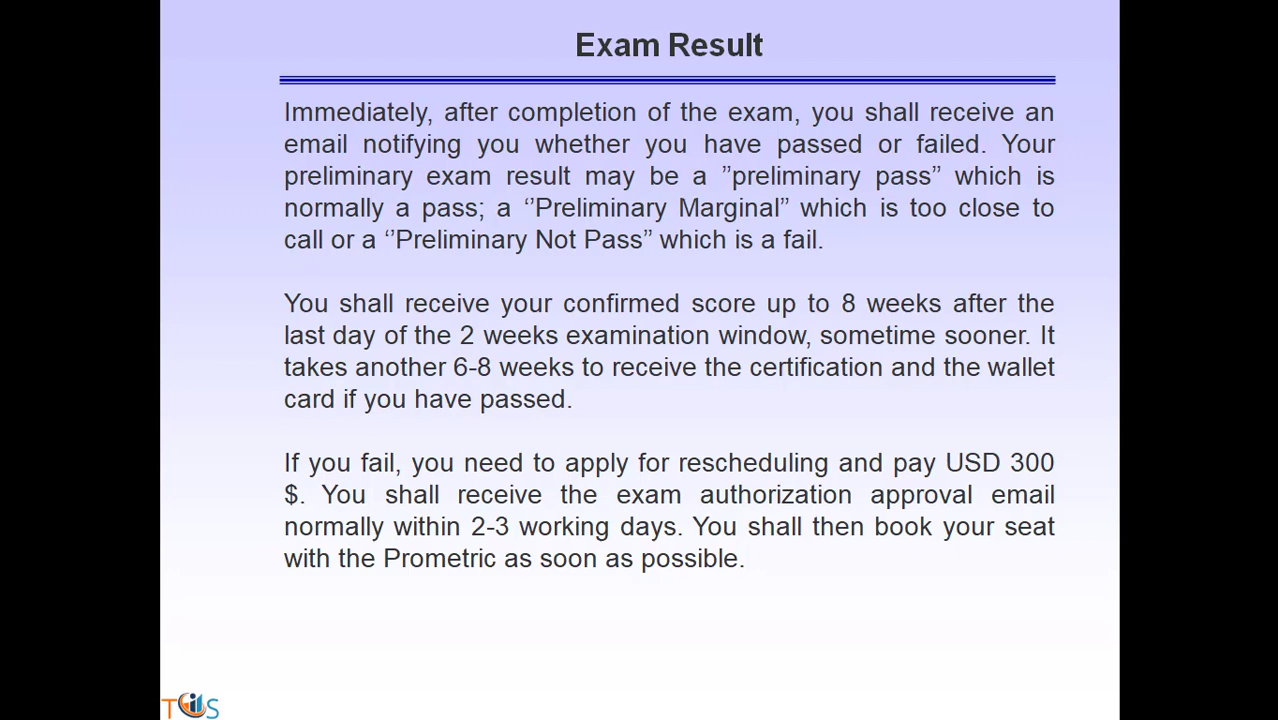 Exam Result
Immediately, after completion of the exam, you shall receive an
email notifying you whether you have passed or failed. Your
preliminary exam result may be a ”preliminary pass” which is
normally a pass; a ‘’Preliminary Marginal” which is too close to
call or a ‘’Preliminary Not Pass” which is a fail.
You shall receive your confirmed score up to 8 weeks after the
last day of the 2 weeks examination window, sometime sooner. It
takes another 6-8 weeks to receive the certification and the wallet
card if you have passed.
If you fail, you need to apply for rescheduling and pay USD 300
$. You shall receive the exam authorization approval email
normally within 2-3 working days. You shall then book your seat
with the Prometric as soon as possible.